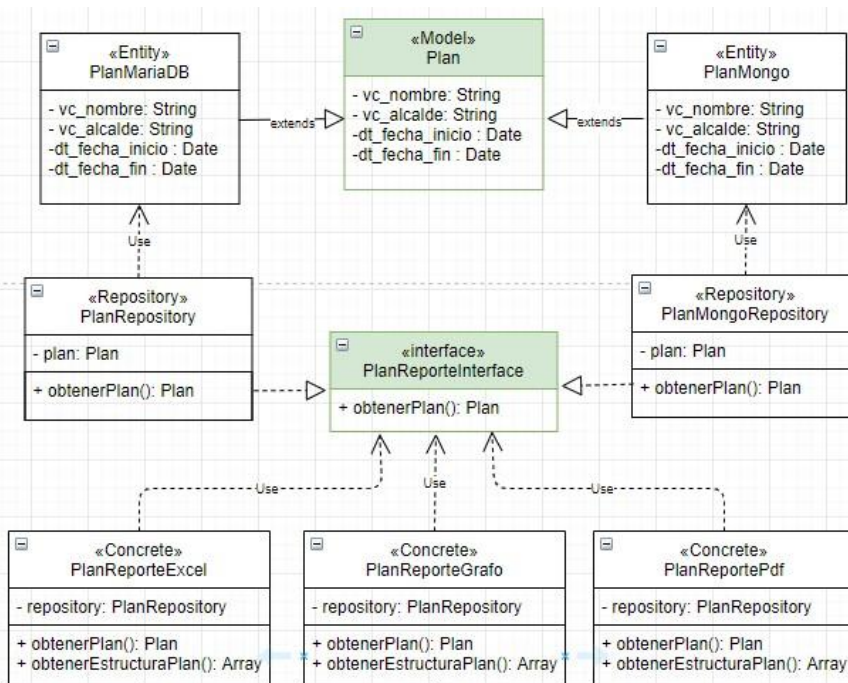 «Entity»
PlanMariaDB
- vc_nombre: String
- vc_alcalde: String
-dt_fecha_inicio : Date
-dt_fecha_fin : Date
extends
«Model»
Plan
- vc_nombre: String
- vc_alcalde: String
-dt_fecha_inicio : Date
-dt_fecha_fin : Date
extends
«Entity»
PlanMongo
- vc_nombre: String
- vc_alcalde: String
-dt_fecha_inicio : Date
-dt_fecha_fin : Date
Use
Use
«Repository»
PlanRepository
- plan: Plan
+ obtenerPlan(): Plan
«interface»
PlanReporteInterface
+ obtenerPlan(): Plan
«Repository»
PlanMongoRepository
- plan: Plan
+ obtenerPlan(): Plan
Use
Use
Use
«Concrete»
PlanReporteExcel
- repository: PlanRepository
+ obtenerPlan(): Plan
+ obtenerEstructuraPlan(): Array
«Concrete»
PlanReporteGrafo
- repository: PlanRepository
+ obtenerPlan(): Plan
+ obtenerEstructuraPlan(): Array
«Concrete»
PlanReportePdf
- repository: PlanRepository
+ obtenerPlan(): Plan
+ obtenerEstructuraPlan(): Array